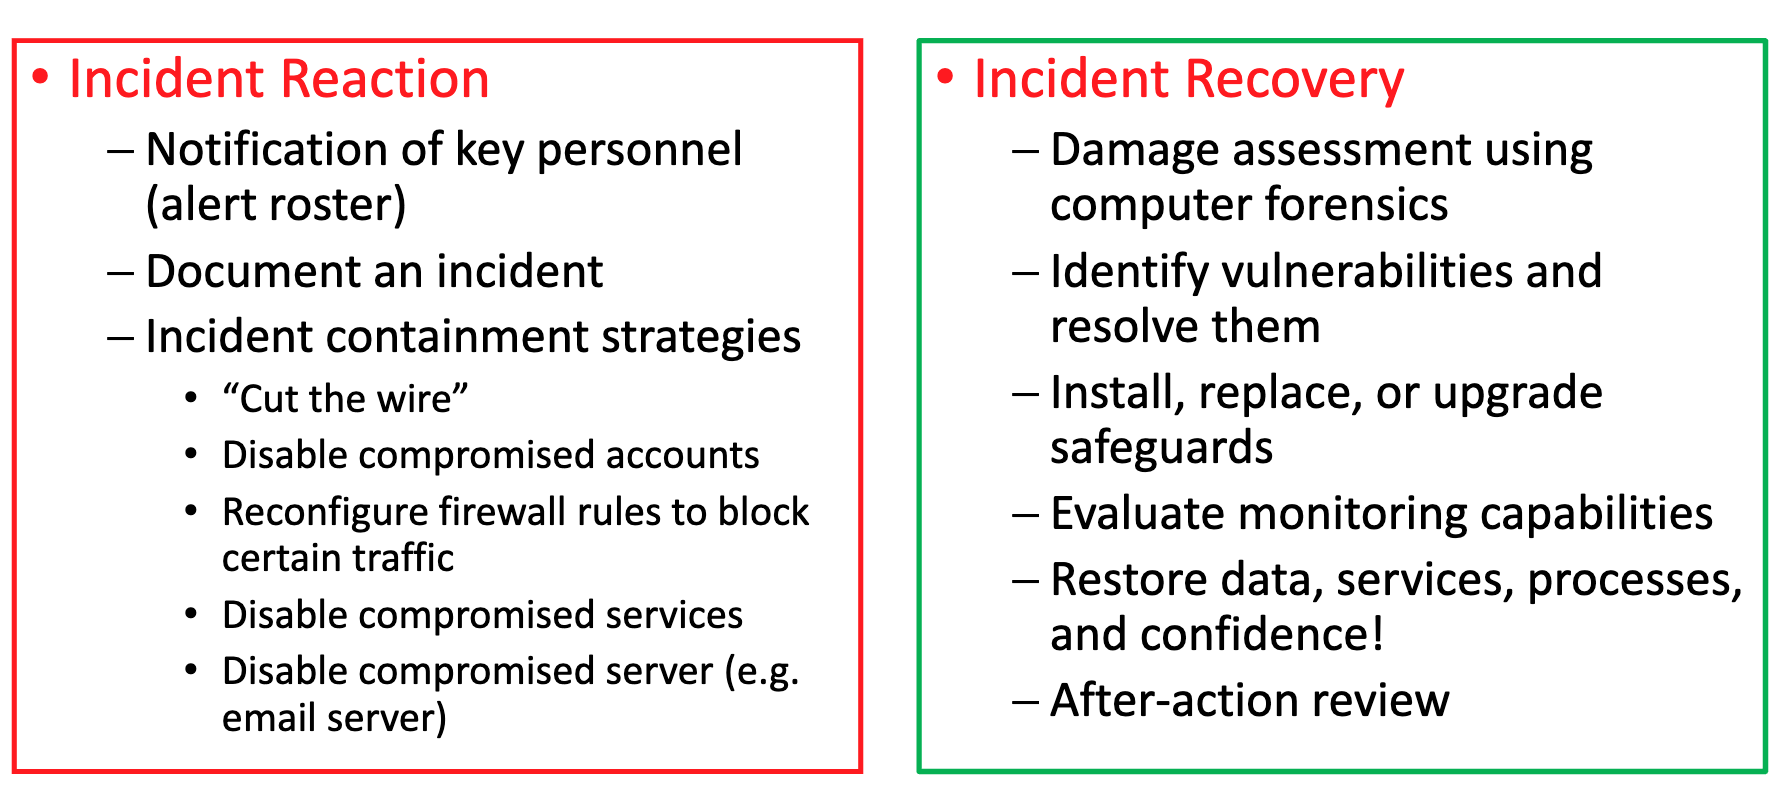 • Incident Reaction
– Notification of key personnel
(alert roster)
– Document an incident
– Incident containment strategies
• “Cut the wire”
• Disable compromised accounts
• Reconfigure firewall rules to block
certain traffic
• Disable compromised services
• Disable compromised server (e.g.
email server)
• Incident Recovery
– Damage assessment using
computer forensics
– Identify vulnerabilities and
resolve them
– Install, replace, or upgrade
safeguards
– Evaluate monitoring capabilities
– Restore data, services, processes,
and confidence!
– After-action review